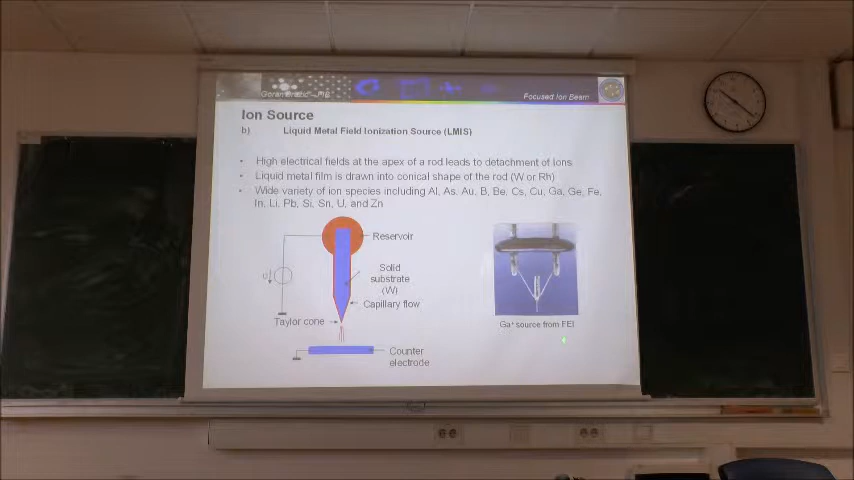 Focused Ion Beam
Ion Source
b) Liquid Metal Field Ionization Source (LMIS)
• High electrical fields at the apex of a rod leads to detachment of ions
• Liquid metal film is drawn into conical shape of the rod (W or Rh)
• Wide variety of ion species including Al, As, Au, B, Be, Cs, Cu, Ga, Ge, Fe,
In, Li, Pb, Si, Sn, U, and Zn
Reservoir
Solid
substrate
(W)
Capillary flow
Taylor cone
Counter
electrode
Ga⁺ source from FEI